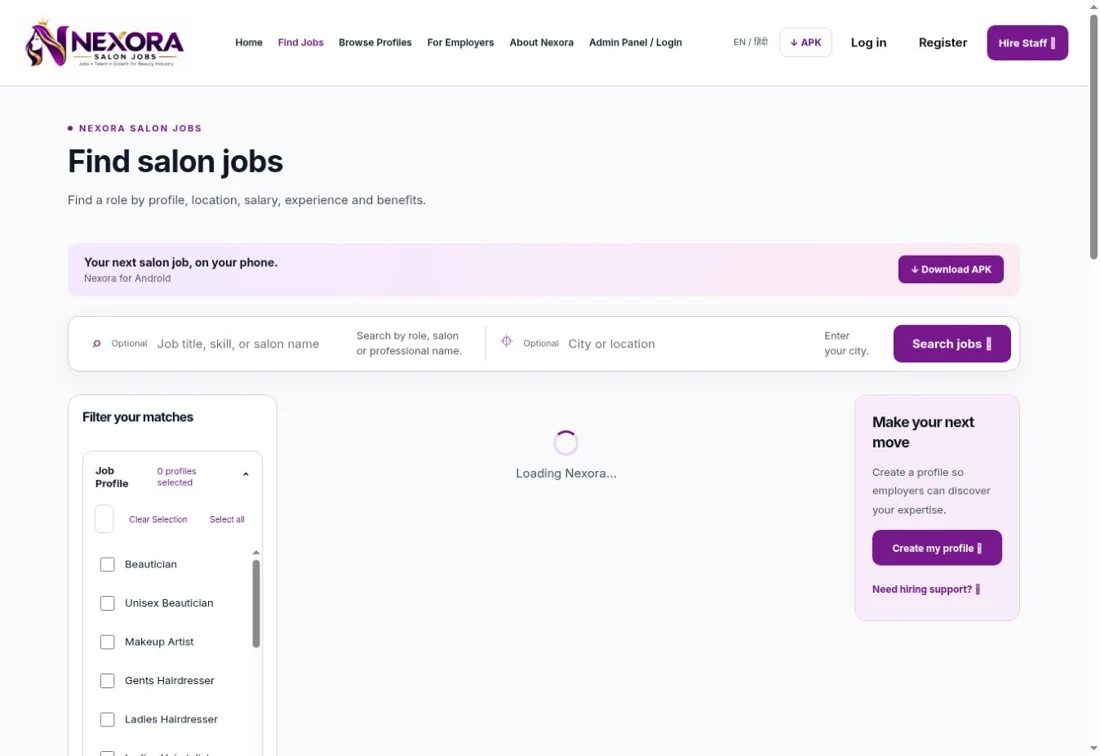 NEXORA
SALON JOBS
Jobs • Talent • Growth for Beauty Industry
Home
Find Jobs
Browse Profiles
For Employers
About Nexora
Admin Panel / Login
EN / हिंदी
↓ APK
Log in
Register
Hire Staff
NEXORA SALON JOBS
Find salon jobs
Find a role by profile, location, salary, experience and benefits.
Your next salon job, on your phone.
Nexora for Android
↓ Download APK
Optional
Job title, skill, or salon name
Search by role, salon
or professional name.
Optional
City or location
Enter
your city.
Search jobs
Filter your matches
Job
Profile
0 profiles
selected
Clear Selection
Select all
Beautician
Unisex Beautician
Makeup Artist
Gents Hairdresser
Ladies Hairdresser
Loading Nexora...
Make your next
move
Create a profile so
employers can discover
your expertise.
Create my profile
Need hiring support?